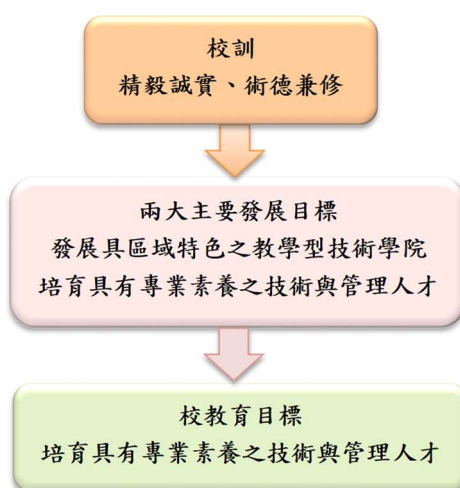 校訓
精毅誠實、術德兼修
兩大主要發展目標
發展具區域特色之教學型技術學院
培育具有專業素養之技術與管理人才
校教育目標
培育具有專業素養之技術與管理人才